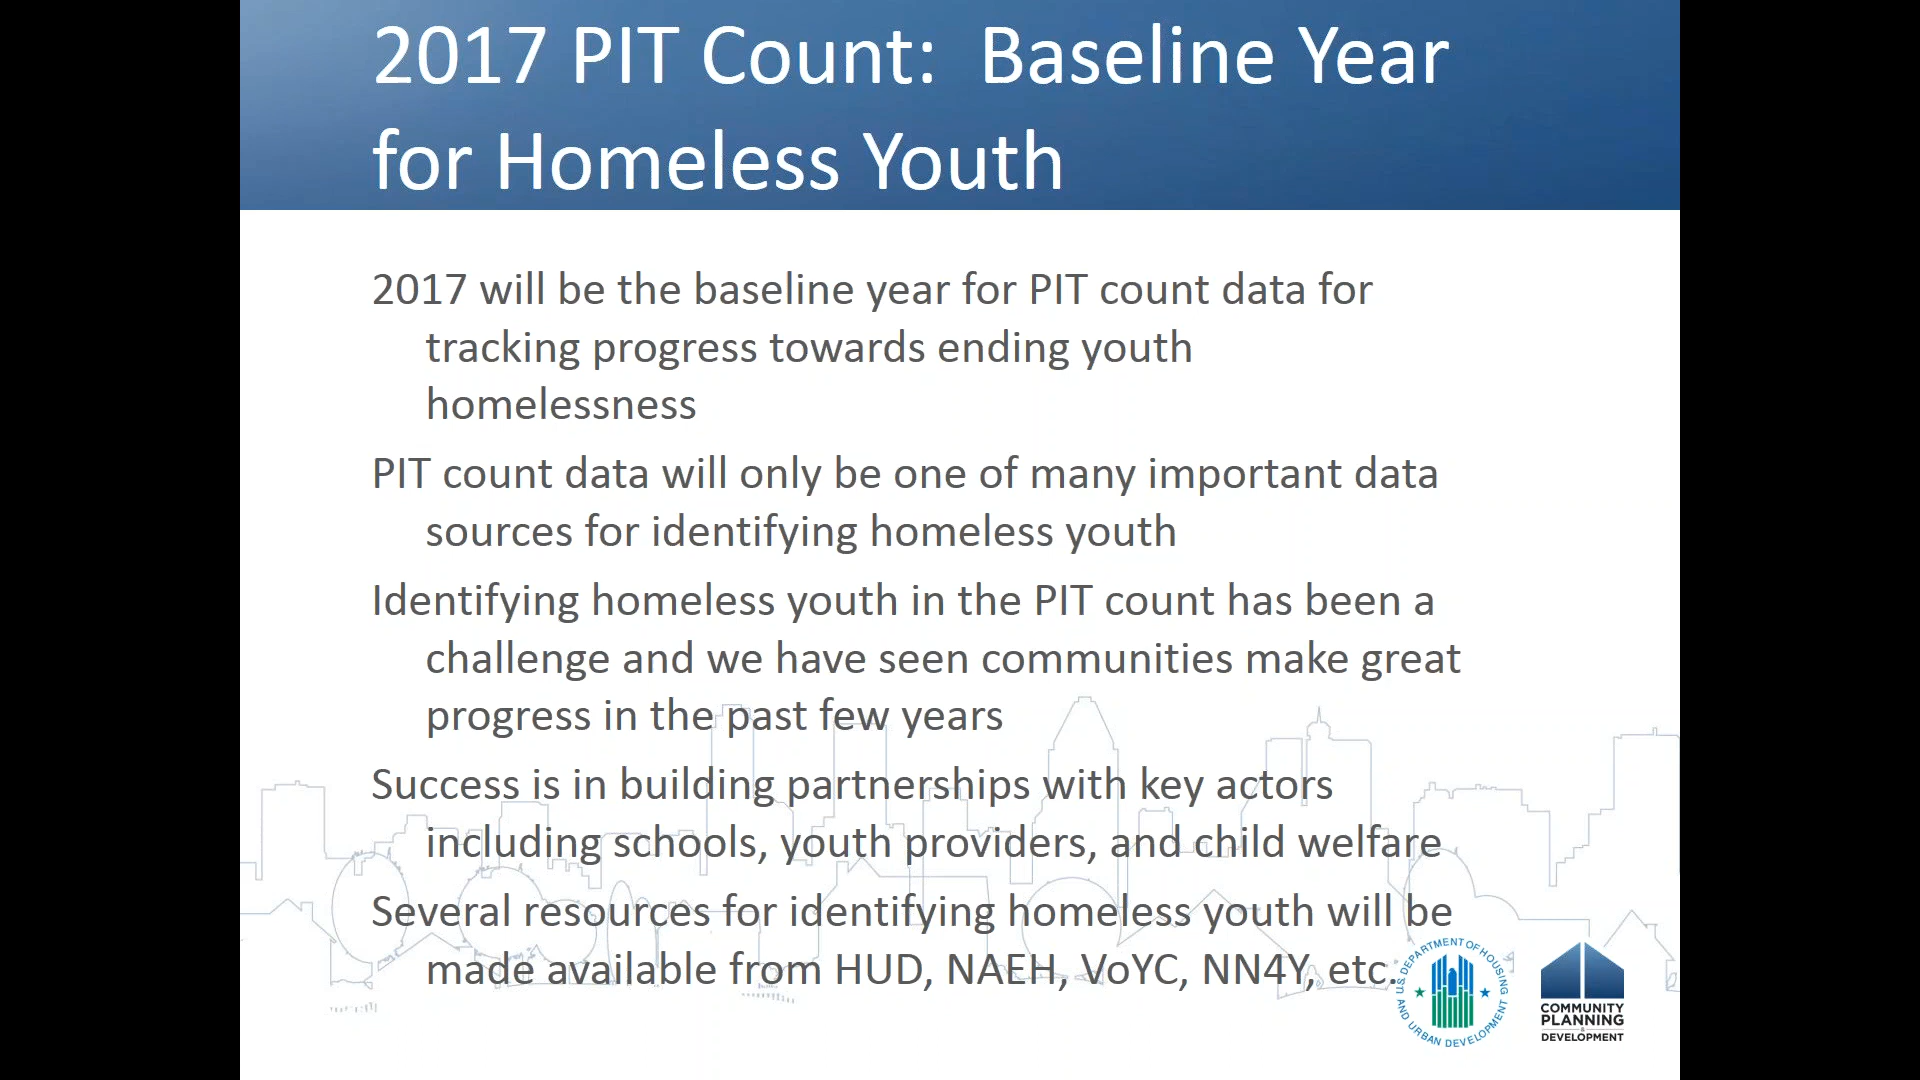 2017 PIT Count:  Baseline Year
for Homeless Youth
2017 will be the baseline year for PIT count data for
tracking progress towards ending youth
homelessness
PIT count data will only be one of many important data
sources for identifying homeless youth
Identifying homeless youth in the PIT count has been a
challenge and we have seen communities make great
progress in the past few years
Success is in building partnerships with key actors
including schools, youth providers, and child welfare
Several resources for identifying homeless youth will be
made available from HUD, NAEH, VoYC, NN4Y, etc.
U.S. DEPARTMENT OF HOUSING
AND URBAN DEVELOPMENT
COMMUNITY
PLANNING
&
DEVELOPMENT